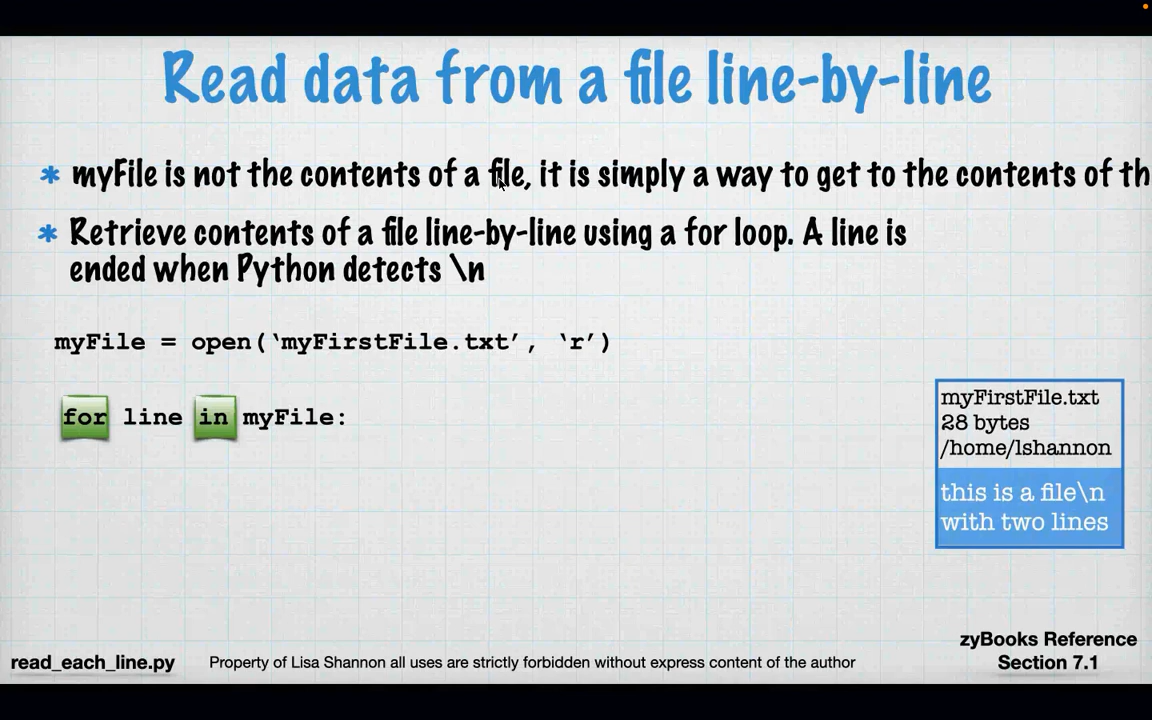 Read data from a file line-by-line
* myFile is not the contents of a file, it is simply a way to get to the contents of th
* Retrieve contents of a file line-by-line using a for loop. A line is
ended when Python detects \n
myFile = open(‘myFirstFile.txt’, ‘r’)
for line in myFile:
myFirstFile.txt
28 bytes
/home/lshannon
this is a file\n
with two lines
zyBooks Reference
Section 7.1
read_each_line.py
Property of Lisa Shannon all uses are strictly forbidden without express content of the author